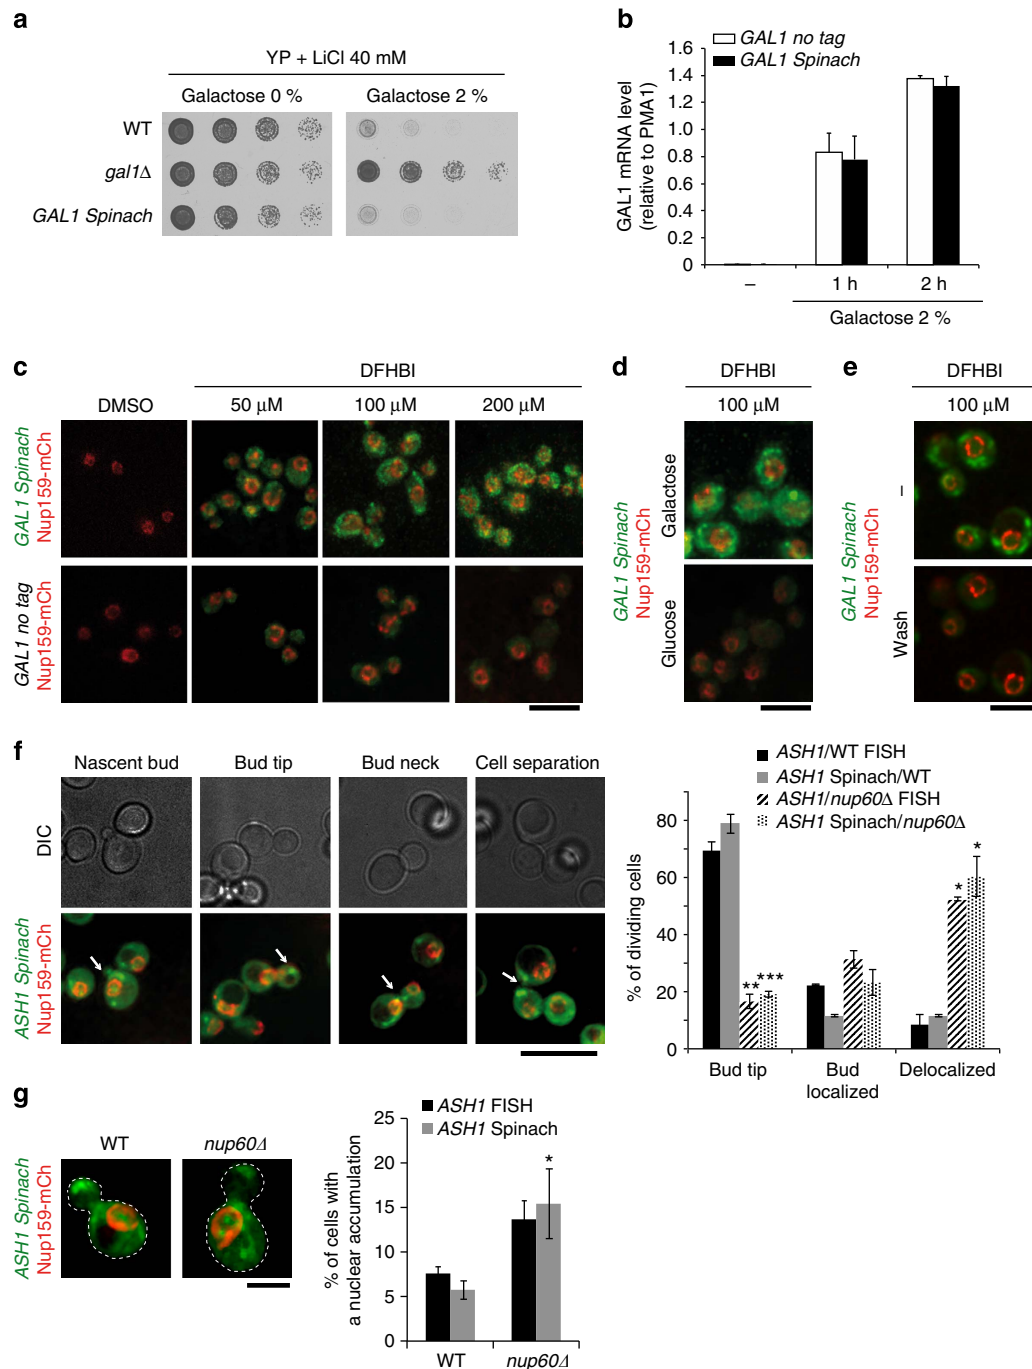 a
YP + LiCl 40 mM
Galactose 0 %
Galactose 2 %
WT
gal1Δ
GAL1 Spinach
b
GAL1 no tag
GAL1 Spinach
GAL1 mRNA level
(relative to PMA1)
1.6
1.4
1.2
1.0
0.8
0.6
0.4
0.2
0
–
1 h
2 h
Galactose 2 %
c
DFHBI
DMSO
50 µM
100 µM
200 µM
GAL1 Spinach
Nup159-mCh
GAL1 no tag
Nup159-mCh
d
DFHBI
100 µM
GAL1 Spinach
Nup159-mCh
Galactose
Glucose
e
DFHBI
100 µM
GAL1 Spinach
Nup159-mCh
–
Wash
f
Nascent bud
Bud tip
Bud neck
Cell separation
DIC
ASH1 Spinach
Nup159-mCh
ASH1/WT FISH
ASH1 Spinach/WT
ASH1/nup60Δ FISH
ASH1 Spinach/nup60Δ
% of dividing cells
80
60
40
20
0
** ***
*
*
Bud tip
Bud
localized
Delocalized
g
WT
nup60Δ
ASH1 Spinach
Nup159-mCh
ASH1 FISH
ASH1 Spinach
% of cells with
a nuclear accumulation
25
20
15
10
5
0
*
WT
nup60Δ